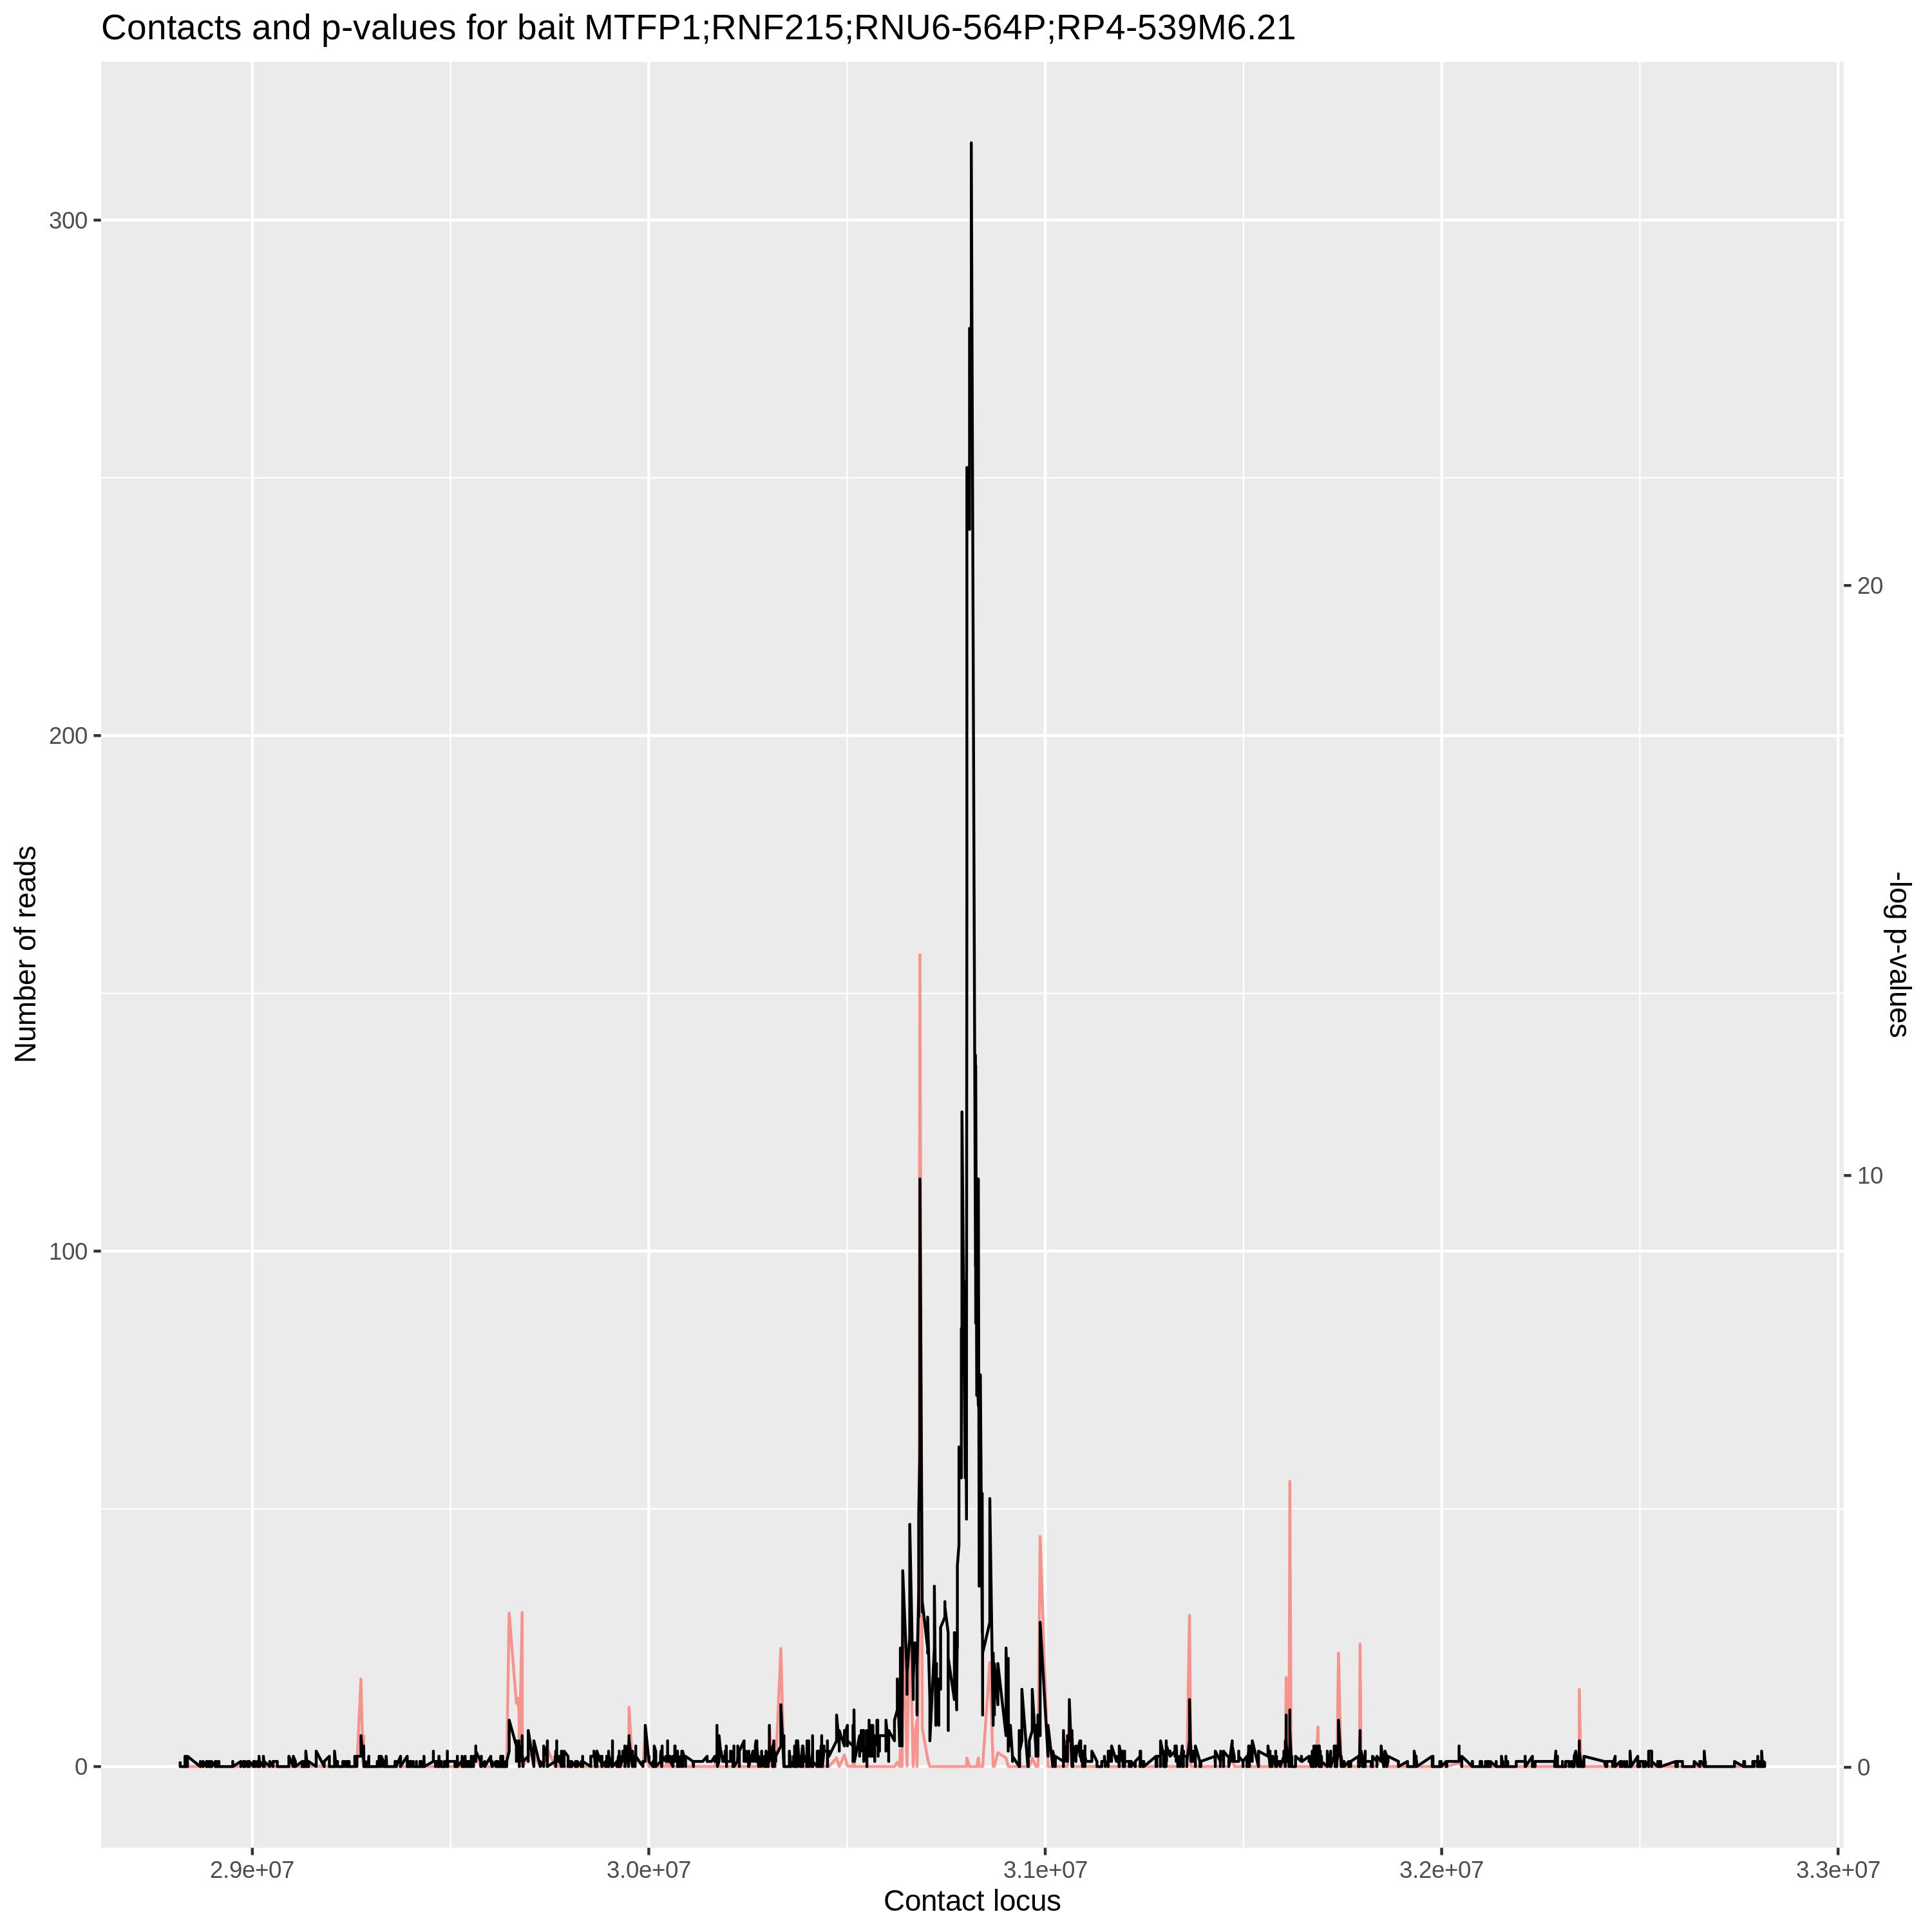 Contacts and p-values for bait MTFP1;RNF215;RNU6-564P;RP4-539M6.21
300
200
100
0
Number of reads
20
10
0
-log p-values
2.9e+07 3.0e+07 3.1e+07 3.2e+07 3.3e+07
Contact locus